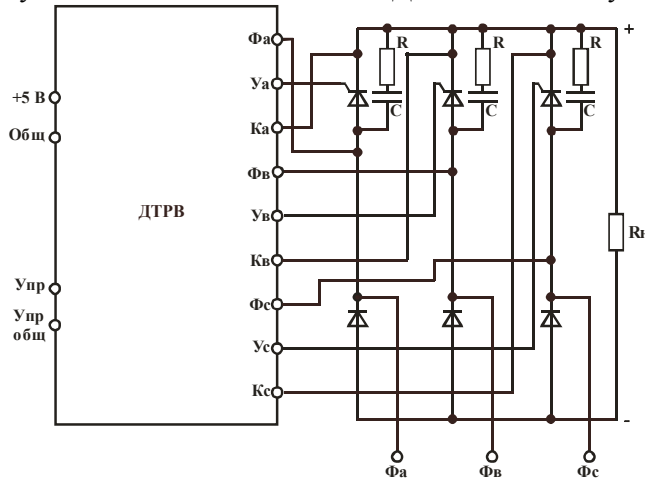 Фа
R
R
R
+
Уа
+5 В
С
С
С
Ка
Общ
Фв
ДТРВ
Ув
Rн
Кв
Упр
Фс
Упр
общ
Ус
Кс
-
Фа
Фв
Фс